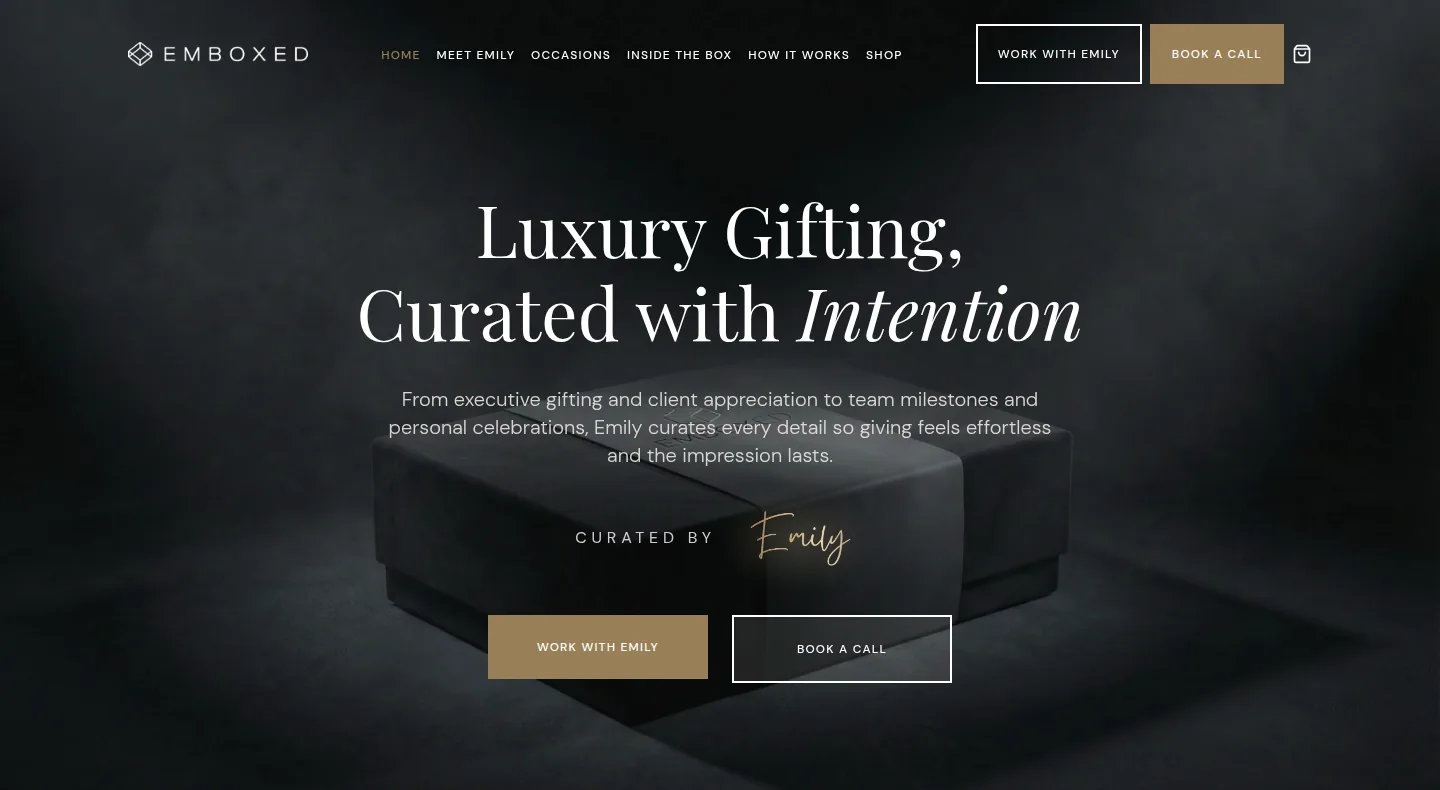 EMBOXED
HOME MEET EMILY OCCASIONS INSIDE THE BOX HOW IT WORKS SHOP
WORK WITH EMILY
BOOK A CALL
Luxury Gifting,
Curated with Intention
From executive gifting and client appreciation to team milestones and
personal celebrations, Emily curates every detail so giving feels effortless
and the impression lasts.
EMBOXED
CURATED BY Emily
WORK WITH EMILY
BOOK A CALL